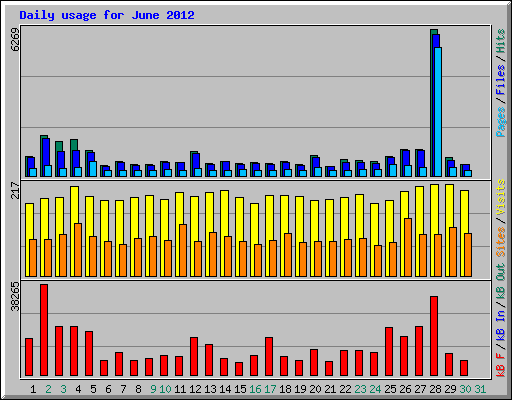 Daily usage for June 2012
6269
Pages / Files / Hits
217
Sites / Visits
38265
kB F / kB In / kB Out
1 2 3 4 5 6 7 8 9 10 11 12 13 14 15 16 17 18 19 20 21 22 23 24 25 26 27 28 29 30 31